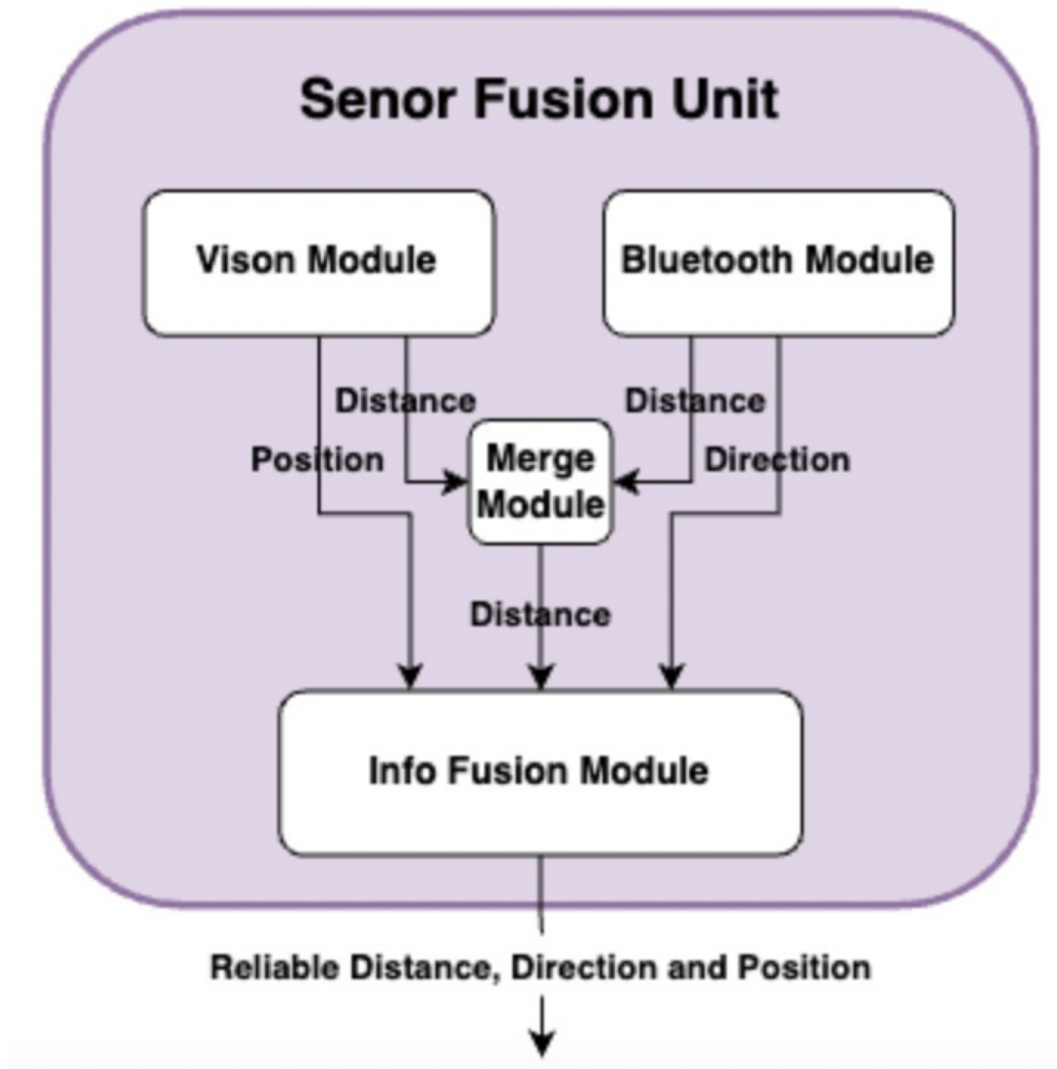 Senor Fusion Unit
Vison Module
Bluetooth Module
Distance
Distance
Position
Merge
Module
Direction
Distance
Info Fusion Module
Reliable Distance, Direction and Position